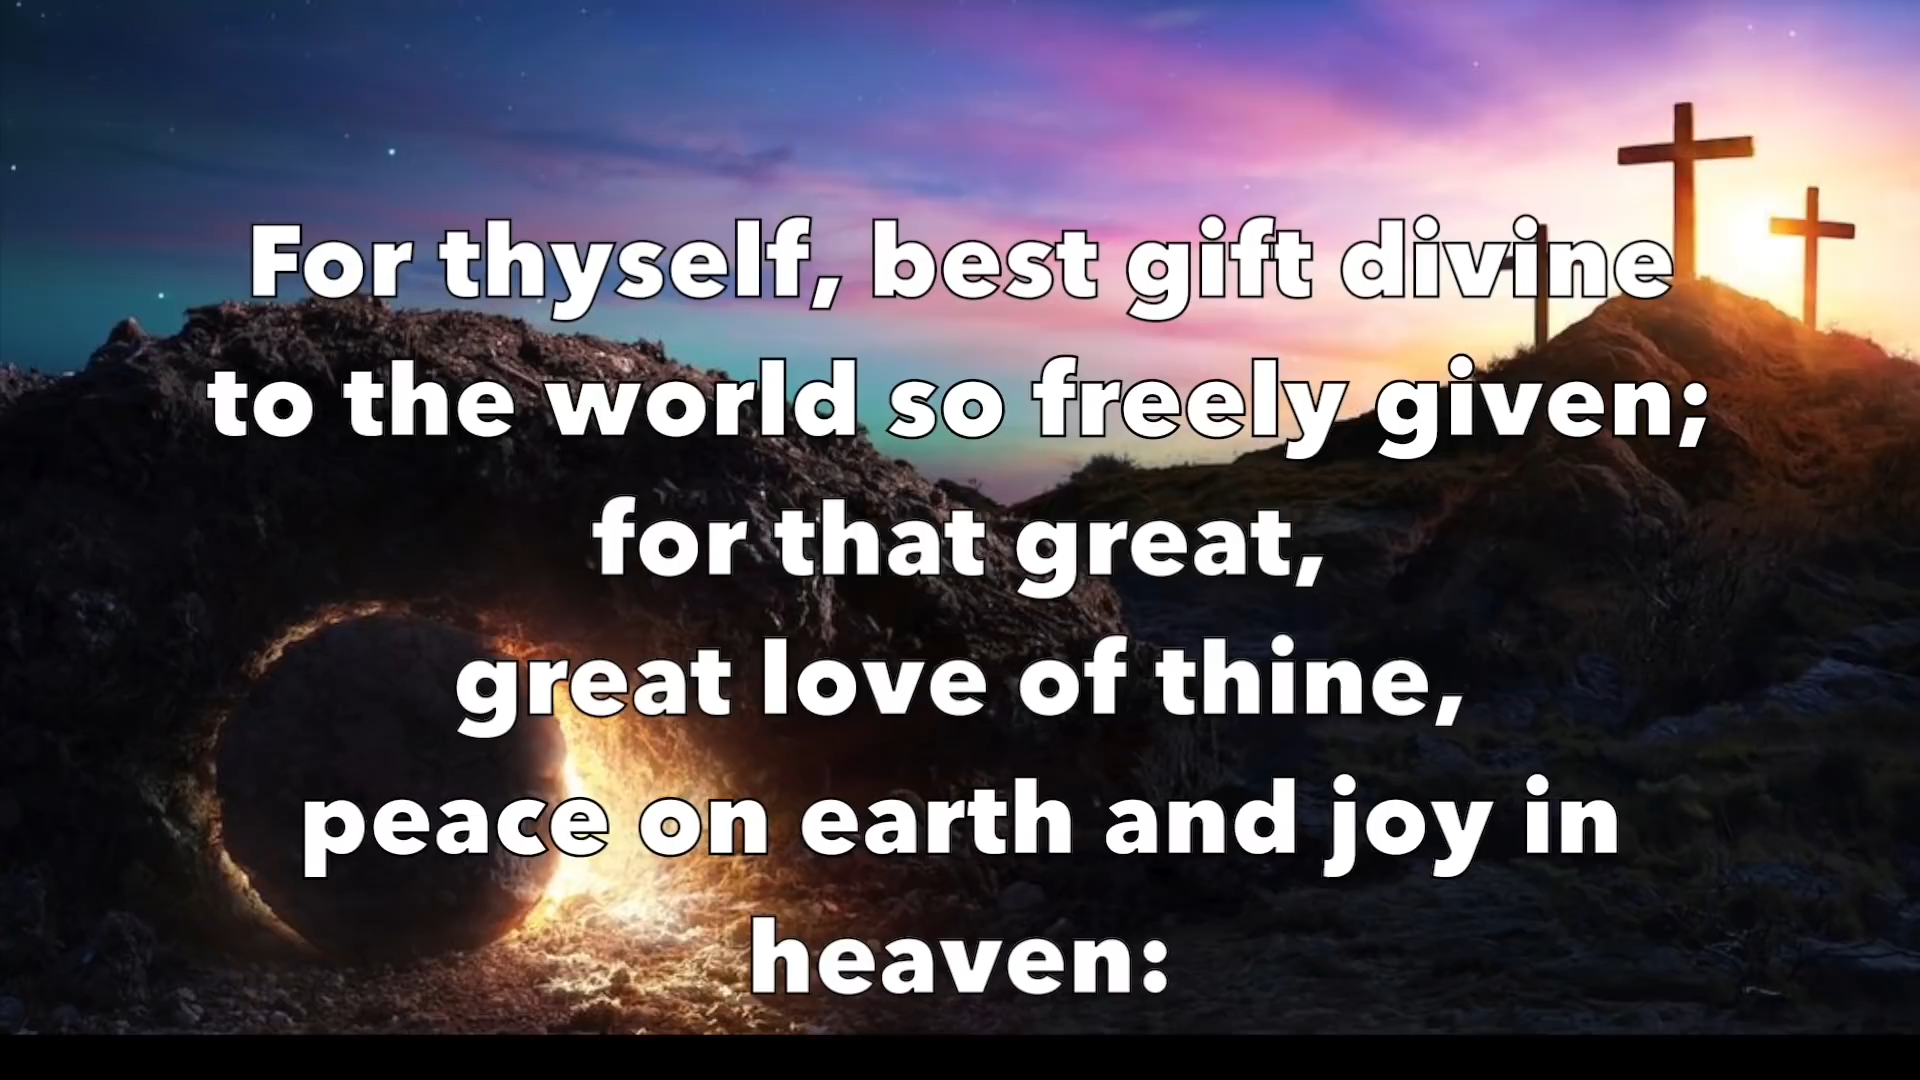 For thyself, best gift divine
to the world so freely given;
for that great,
great love of thine,
peace on earth and joy in
heaven: